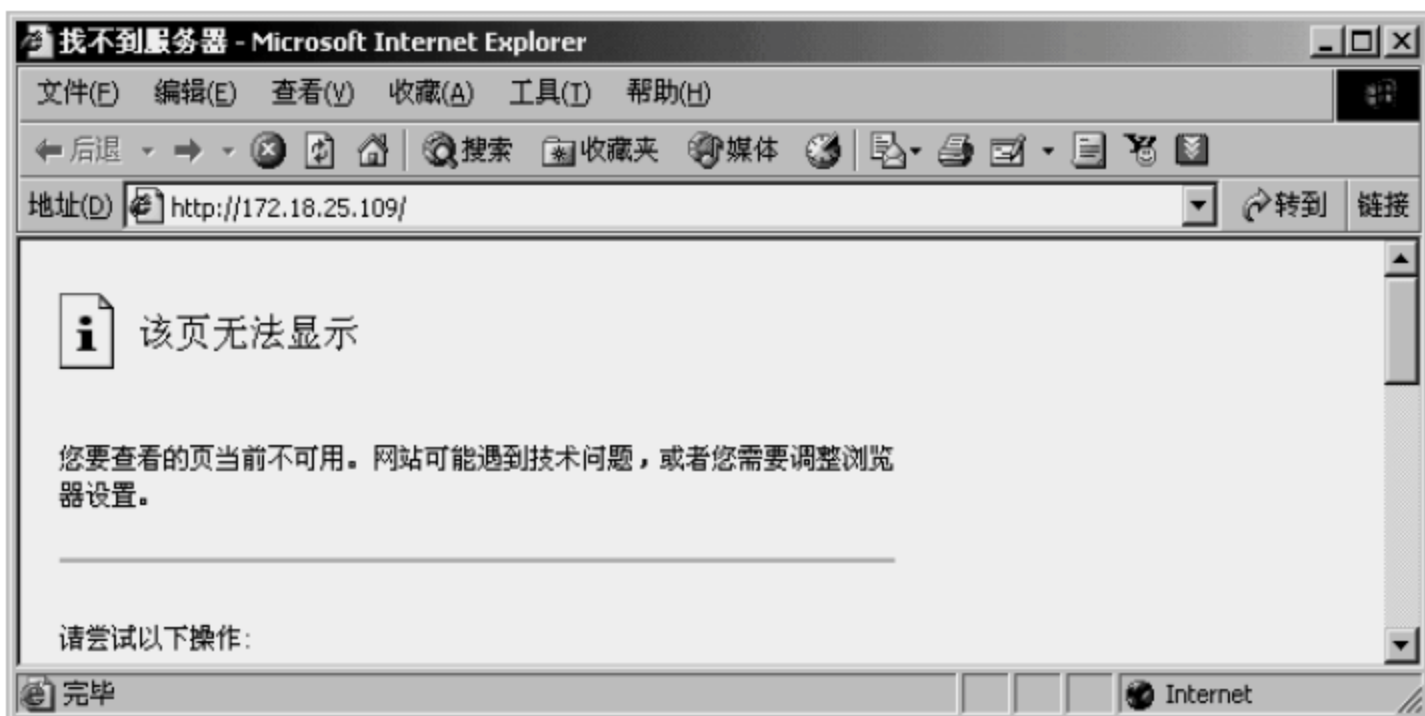 找不到服务器 - Microsoft Internet Explorer
文件(F) 编辑(E) 查看(V) 收藏(A) 工具(T) 帮助(H)
后退 搜索 收藏夹 媒体
地址(D) http://172.18.25.109/ 转到 链接
该页无法显示
您要查看的页当前不可用。网站可能遇到技术问题，或者您需要调整浏览
器设置。
请尝试以下操作:
完毕 Internet